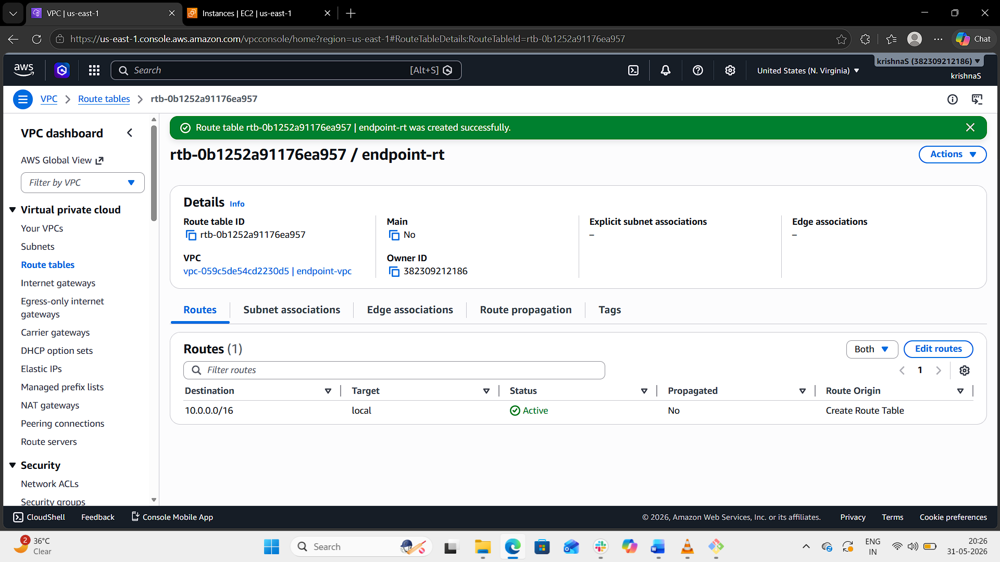 VPC | us-east-1
Instances | EC2 | us-east-1
https://us-east-1.console.aws.amazon.com/vpcconsole/home?region=us-east-1#RouteTableDetails:RouteTableId=rtb-0b1252a91176ea957
Chat
aws
Search
[Alt+S]
United States (N. Virginia)
krishnaS (382309212186)
krishnaS
VPC
Route tables
rtb-0b1252a91176ea957
VPC dashboard
AWS Global View
Filter by VPC
Virtual private cloud
Your VPCs
Subnets
Route tables
Internet gateways
Egress-only internet
gateways
Carrier gateways
DHCP option sets
Elastic IPs
Managed prefix lists
NAT gateways
Peering connections
Route servers
Security
Network ACLs
Security groups
Route table rtb-0b1252a91176ea957 | endpoint-rt was created successfully.
rtb-0b1252a91176ea957 / endpoint-rt
Actions
Details Info
Route table ID
rtb-0b1252a91176ea957
Main
No
Explicit subnet associations
–
Edge associations
–
VPC
vpc-059c5de54cd2230d5 | endpoint-vpc
Owner ID
382309212186
Routes
Subnet associations
Edge associations
Route propagation
Tags
Routes (1)
Both
Edit routes
Filter routes
1
Destination
Target
Status
Propagated
Route Origin
10.0.0.0/16
local
Active
No
Create Route Table
CloudShell
Feedback
Console Mobile App
© 2026, Amazon Web Services, Inc. or its affiliates.
Privacy
Terms
Cookie preferences
2
36°C
Clear
Search
ENG
IN
20:26
31-05-2026